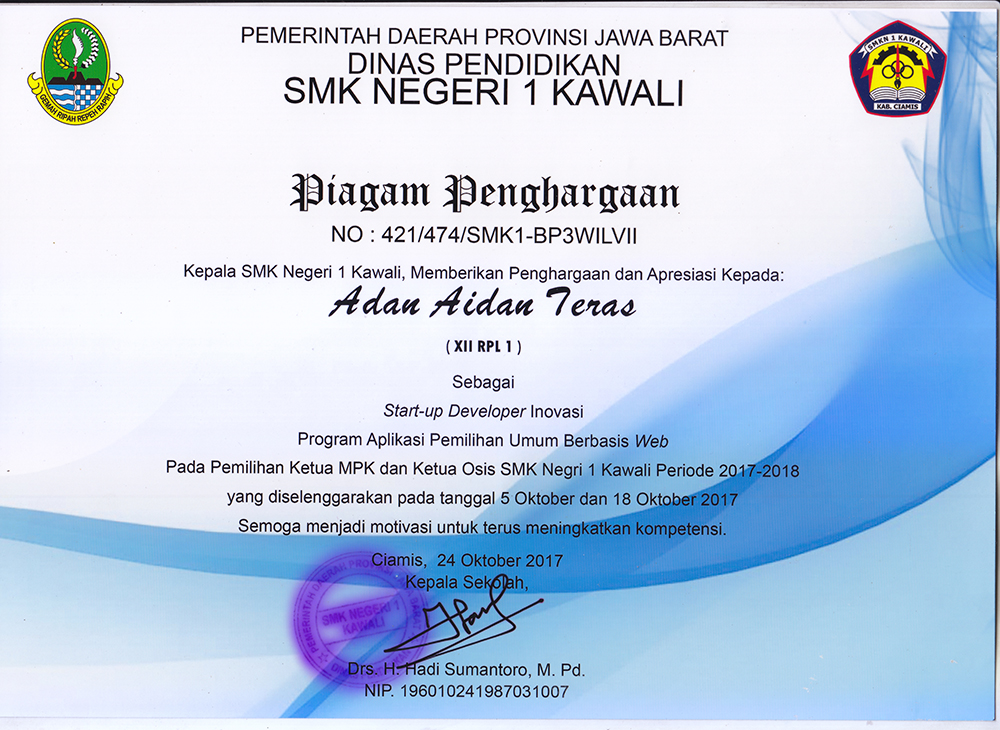 PEMERINTAH DAERAH PROVINSI JAWA BARAT
DINAS PENDIDIKAN
SMK NEGERI 1 KAWALI
GEMAH RIPAH REPEH RAPIH
SMKN 1 KAWALI
KAB. CIAMIS
Piagam Penghargaan
NO : 421/474/SMK1-BP3WILVII
Kepala SMK Negeri 1 Kawali, Memberikan Penghargaan dan Apresiasi Kepada:
Adan Aidan Teras
( XII RPL 1 )
Sebagai
Start-up Developer Inovasi
Program Aplikasi Pemilihan Umum Berbasis Web
Pada Pemilihan Ketua MPK dan Ketua Osis SMK Negri 1 Kawali Periode 2017-2018
yang diselenggarakan pada tanggal 5 Oktober dan 18 Oktober 2017
Semoga menjadi motivasi untuk terus meningkatkan kompetensi.
Ciamis, 24 Oktober 2017
Kepala Sekolah,
PEMERINTAH DAERAH PROVINSI
SMK NEGERI 1
KAWALI
Drs. H. Hadi Sumantoro, M. Pd.
NIP. 196010241987031007